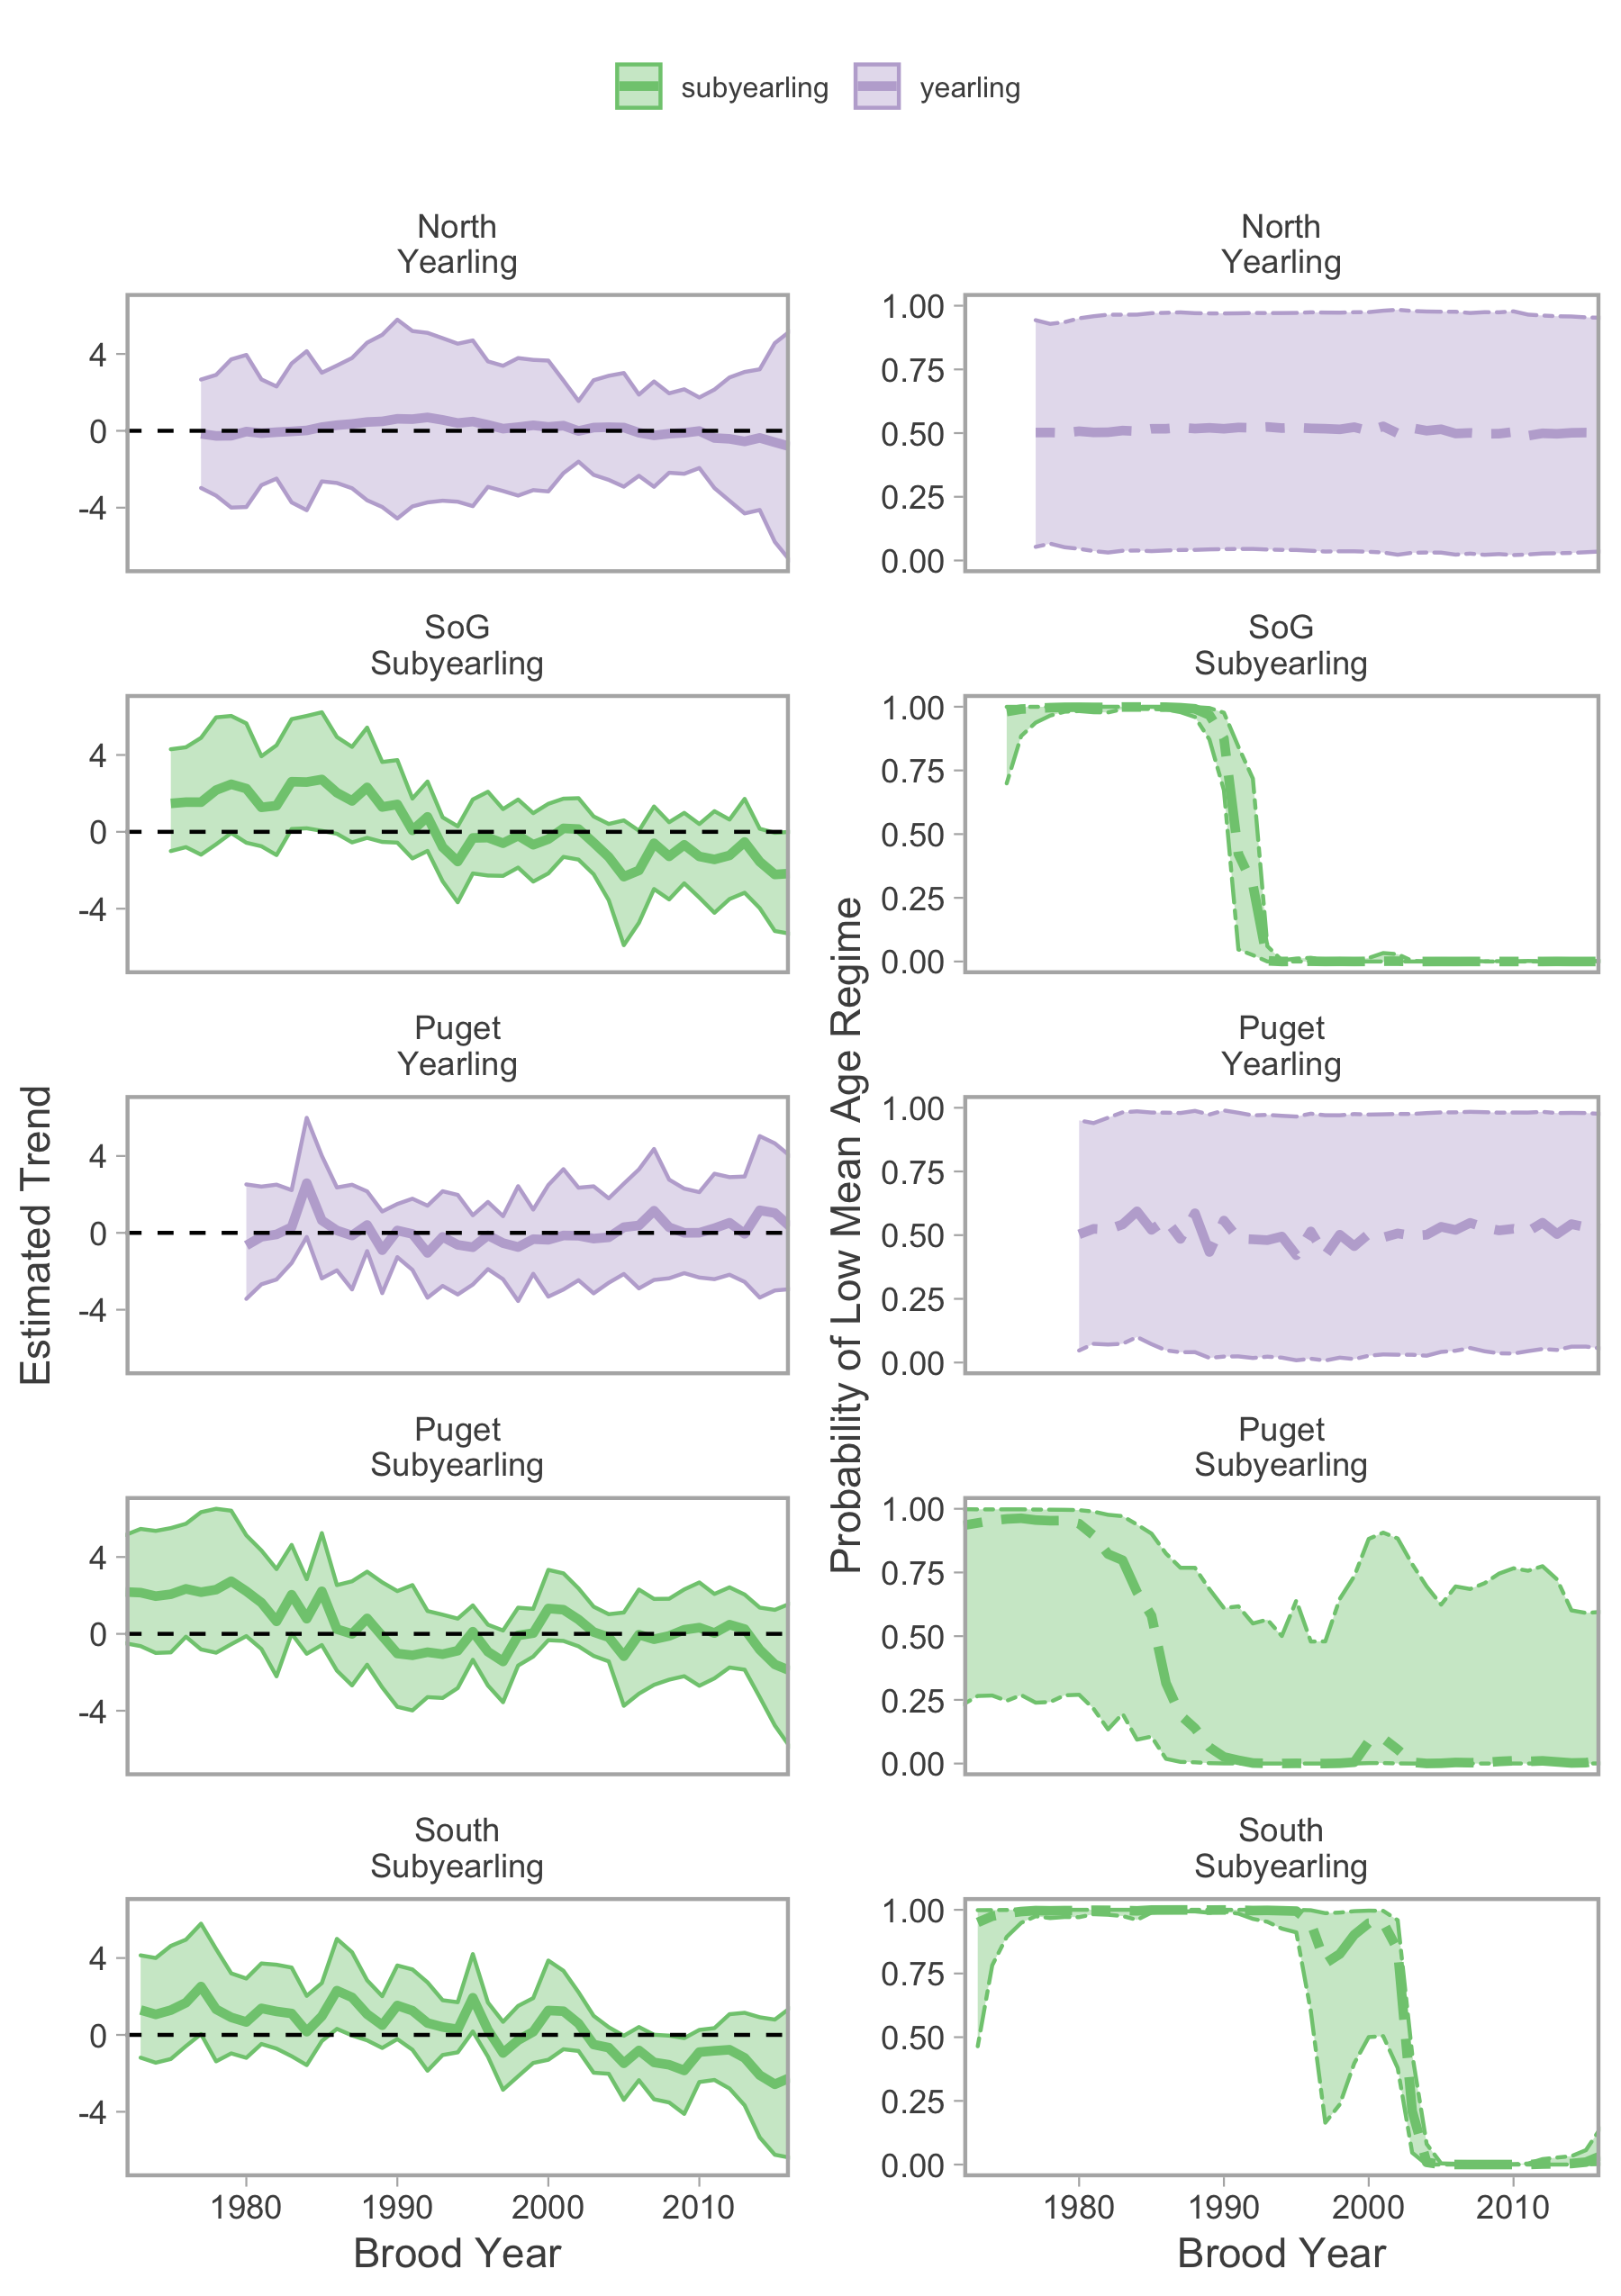 subyearling yearling
North
Yearling
4
0
-4
North
Yearling
1.00
0.75
0.50
0.25
0.00
SoG
Subyearling
4
0
-4
SoG
Subyearling
1.00
0.75
0.50
0.25
0.00
Puget
Yearling
4
0
-4
Puget
Yearling
1.00
0.75
0.50
0.25
0.00
Puget
Subyearling
4
0
-4
Puget
Subyearling
1.00
0.75
0.50
0.25
0.00
South
Subyearling
4
0
-4
South
Subyearling
1.00
0.75
0.50
0.25
0.00
1980 1990 2000 2010
1980 1990 2000 2010
Brood Year
Brood Year
Estimated Trend
Probability of Low Mean Age Regime